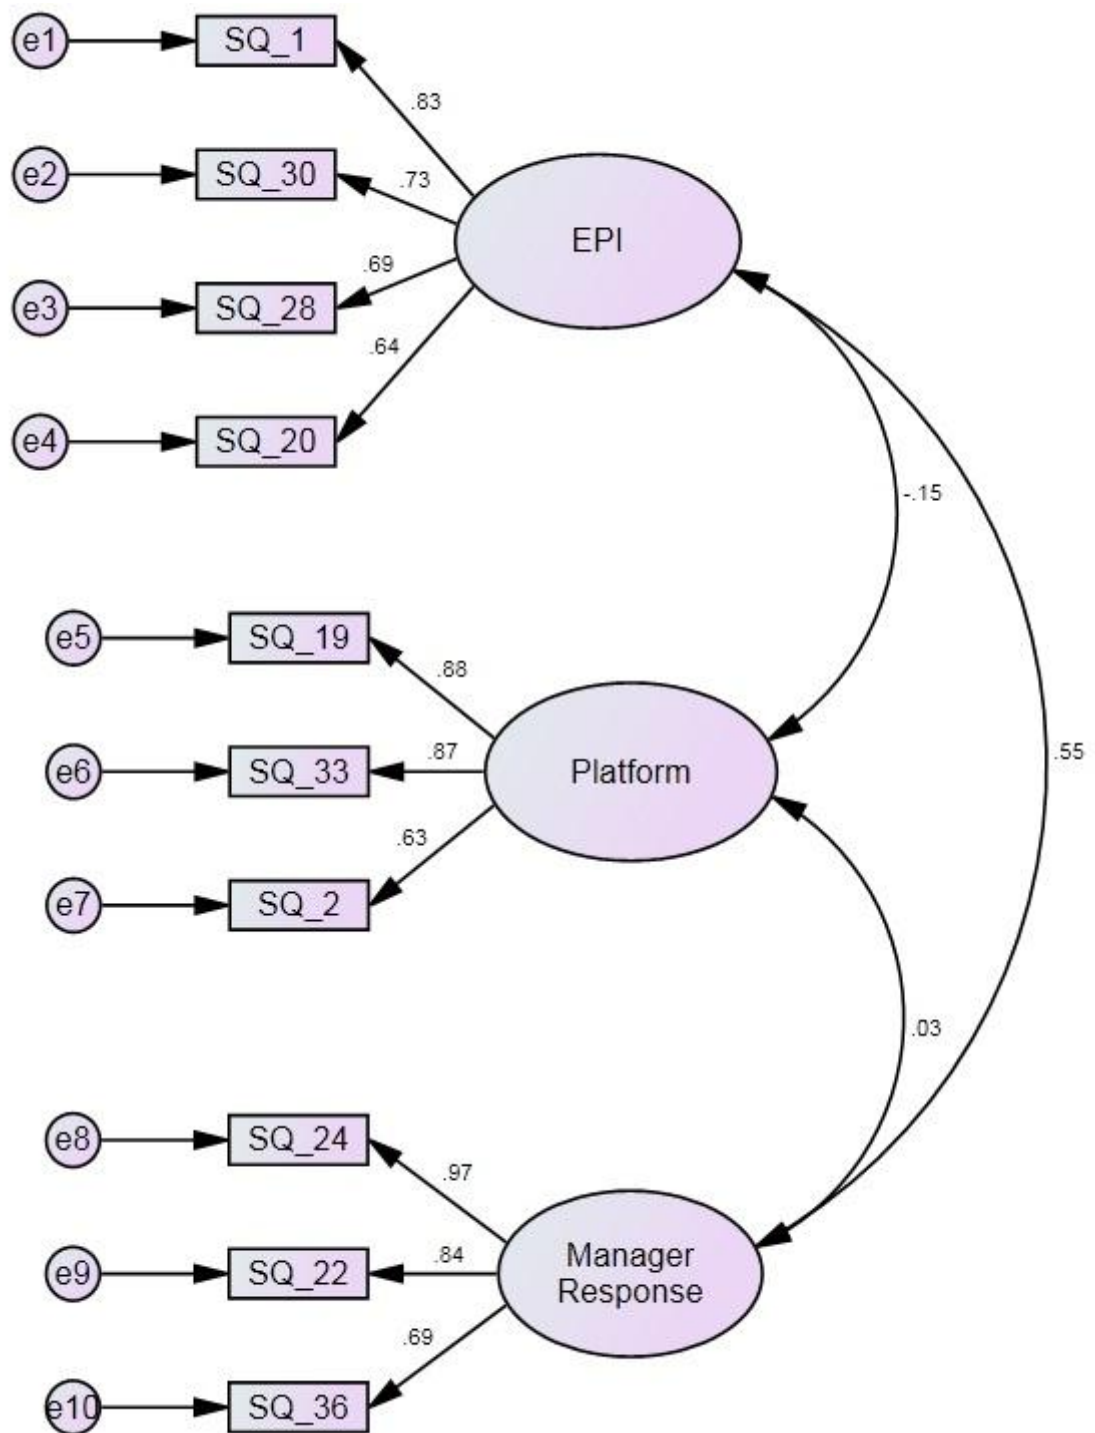 e1
SQ_1
.83
e2
SQ_30
.73
EPI
e3
SQ_28
.69
e4
SQ_20
.64
-.15
e5
SQ_19
.88
e6
SQ_33
.87
Platform
.55
e7
SQ_2
.63
.03
e8
SQ_24
.97
e9
SQ_22
.84
Manager
Response
e10
SQ_36
.69